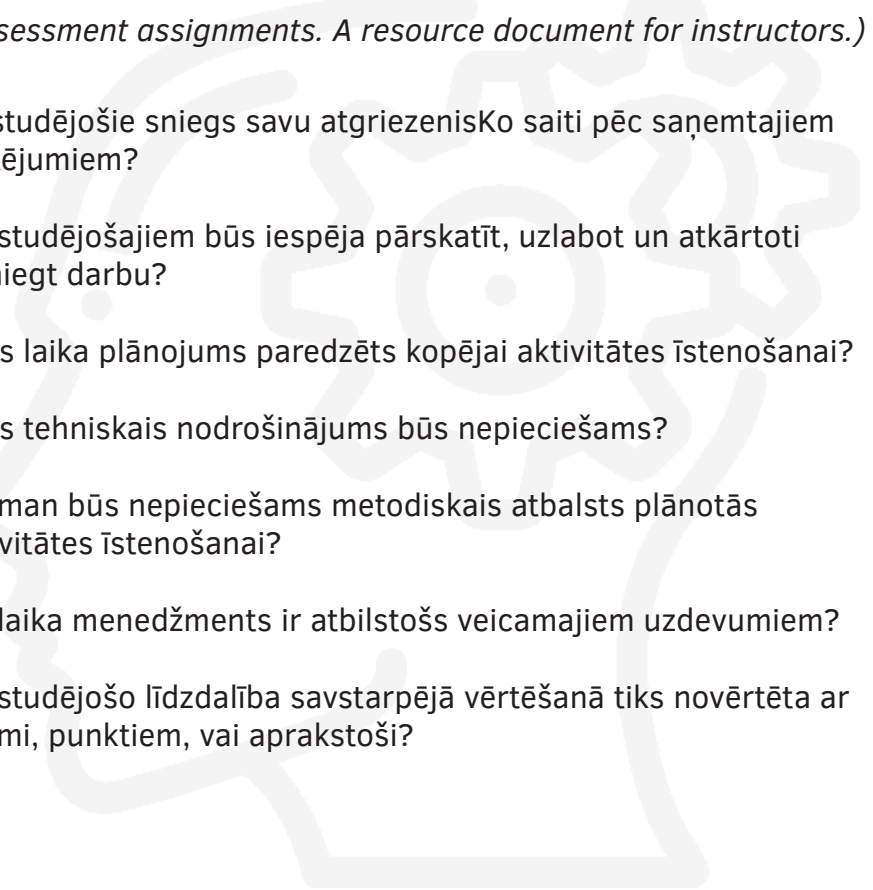 ssessment assignments. A resource document for instructors.)
studējošie sniegs savu atgriezenisKo saiti pēc saņemtajiem
ējumiem?
studējošajiem būs iespēja pārskatīt, uzlabot un atkārtoti
niegt darbu?
s laika plānojums paredzēts kopējai aktivitātes īstenošanai?
s tehniskais nodrošinājums būs nepieciešams?
man būs nepieciešams metodiskais atbalsts plānotās
vitātes īstenošanai?
laika menedžments ir atbilstošs veicamajiem uzdevumiem?
studējošo līdzdalība savstarpējā vērtēšanā tiks novērtēta ar
mi, punktiem, vai aprakstoši?